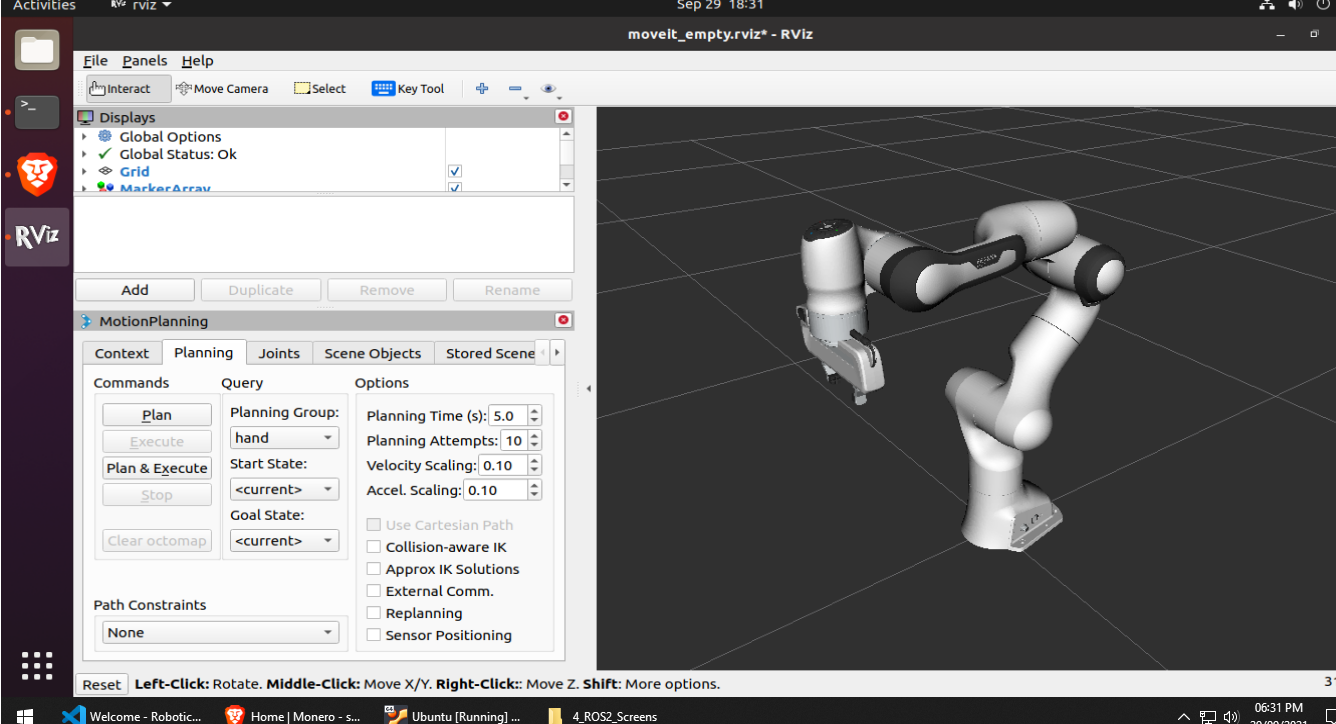 Activities
RViz rviz
Sep 29 18:31
moveit_empty.rviz* - RViz
File Panels Help
Interact Move Camera Select Key Tool
Displays
Global Options
Global Status: Ok
Grid
MarkerArray
RViz
Add Duplicate Remove Rename
MotionPlanning
Context Planning Joints Scene Objects Stored Scene
Commands Query Options
Plan
Execute
Plan & Execute
Stop
Clear octomap
Planning Group:
hand
Start State:
<current>
Goal State:
<current>
Planning Time (s): 5.0
Planning Attempts: 10
Velocity Scaling: 0.10
Accel. Scaling: 0.10
Use Cartesian Path
Collision-aware IK
Approx IK Solutions
External Comm.
Replanning
Sensor Positioning
Path Constraints
None
Reset Left-Click: Rotate. Middle-Click: Move X/Y. Right-Click:: Move Z. Shift: More options.
31
Welcome - Robotic... Home | Monero - s... Ubuntu [Running] ... 4_ROS2_Screens
06:31 PM